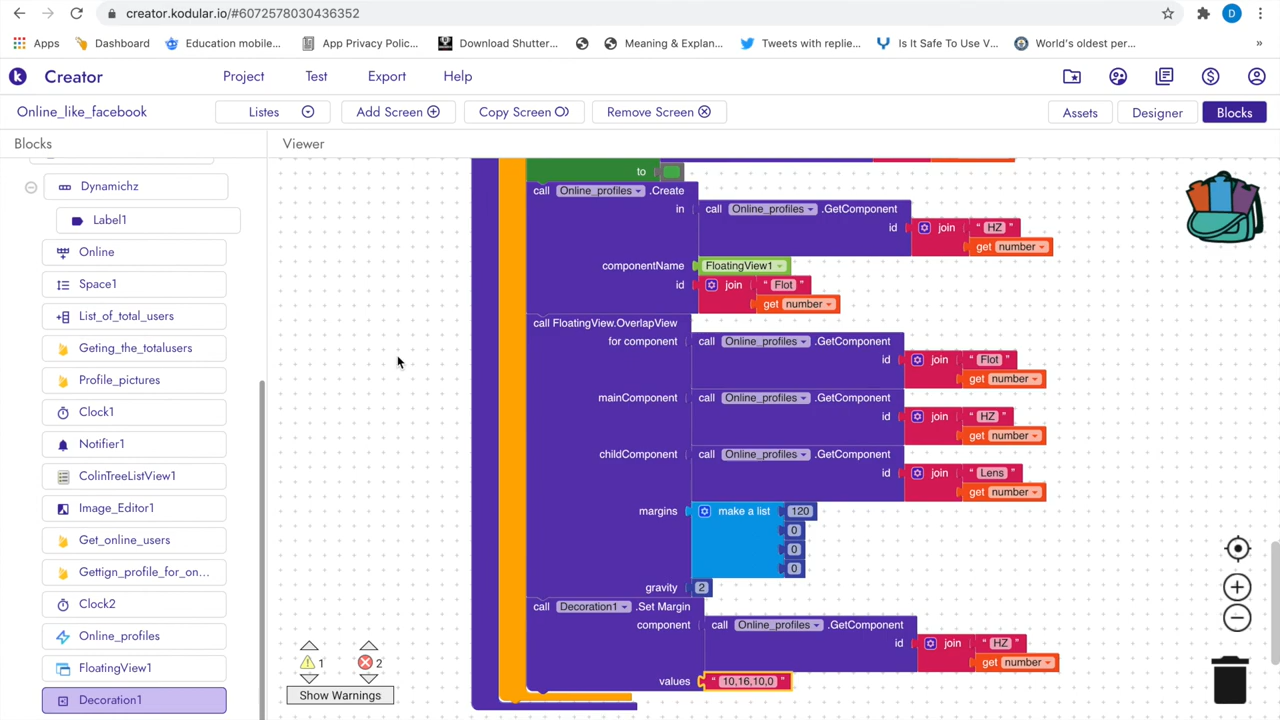 creator.kodular.io/#6072578030436352
Apps Dashboard Education mobile... App Privacy Polic... Download Shutter... Meaning & Explan... Tweets with replie... Is It Safe To Use V... World's oldest per... »
Creator Project Test Export Help
Online_like_facebook Listes Add Screen Copy Screen Remove Screen Assets Designer Blocks
Blocks Viewer
Dynamichz
Label1
Online
Space1
List_of_total_users
Geting_the_totalusers
Profile_pictures
Clock1
Notifier1
ColinTreeListView1
Image_Editor1
Get_online_users
Getign_profile_for_on...
Clock2
Online_profiles
FloatingView1
Decoration1
to
call Online_profiles .Create
in call Online_profiles .GetComponent
id join " HZ "
get number
componentName FloatingView1
id join " Flot "
get number
call FloatingView.OverlapView
for component call Online_profiles .GetComponent
id join " Flot "
get number
mainComponent call Online_profiles .GetComponent
id join " HZ "
get number
childComponent call Online_profiles .GetComponent
id join " Lens "
get number
margins make a list 120
0
0
0
gravity 2
call Decoration1 .Set Margin
component call Online_profiles .GetComponent
id join " HZ "
get number
values " 10,16,10,0 "
1 2
Show Warnings
D